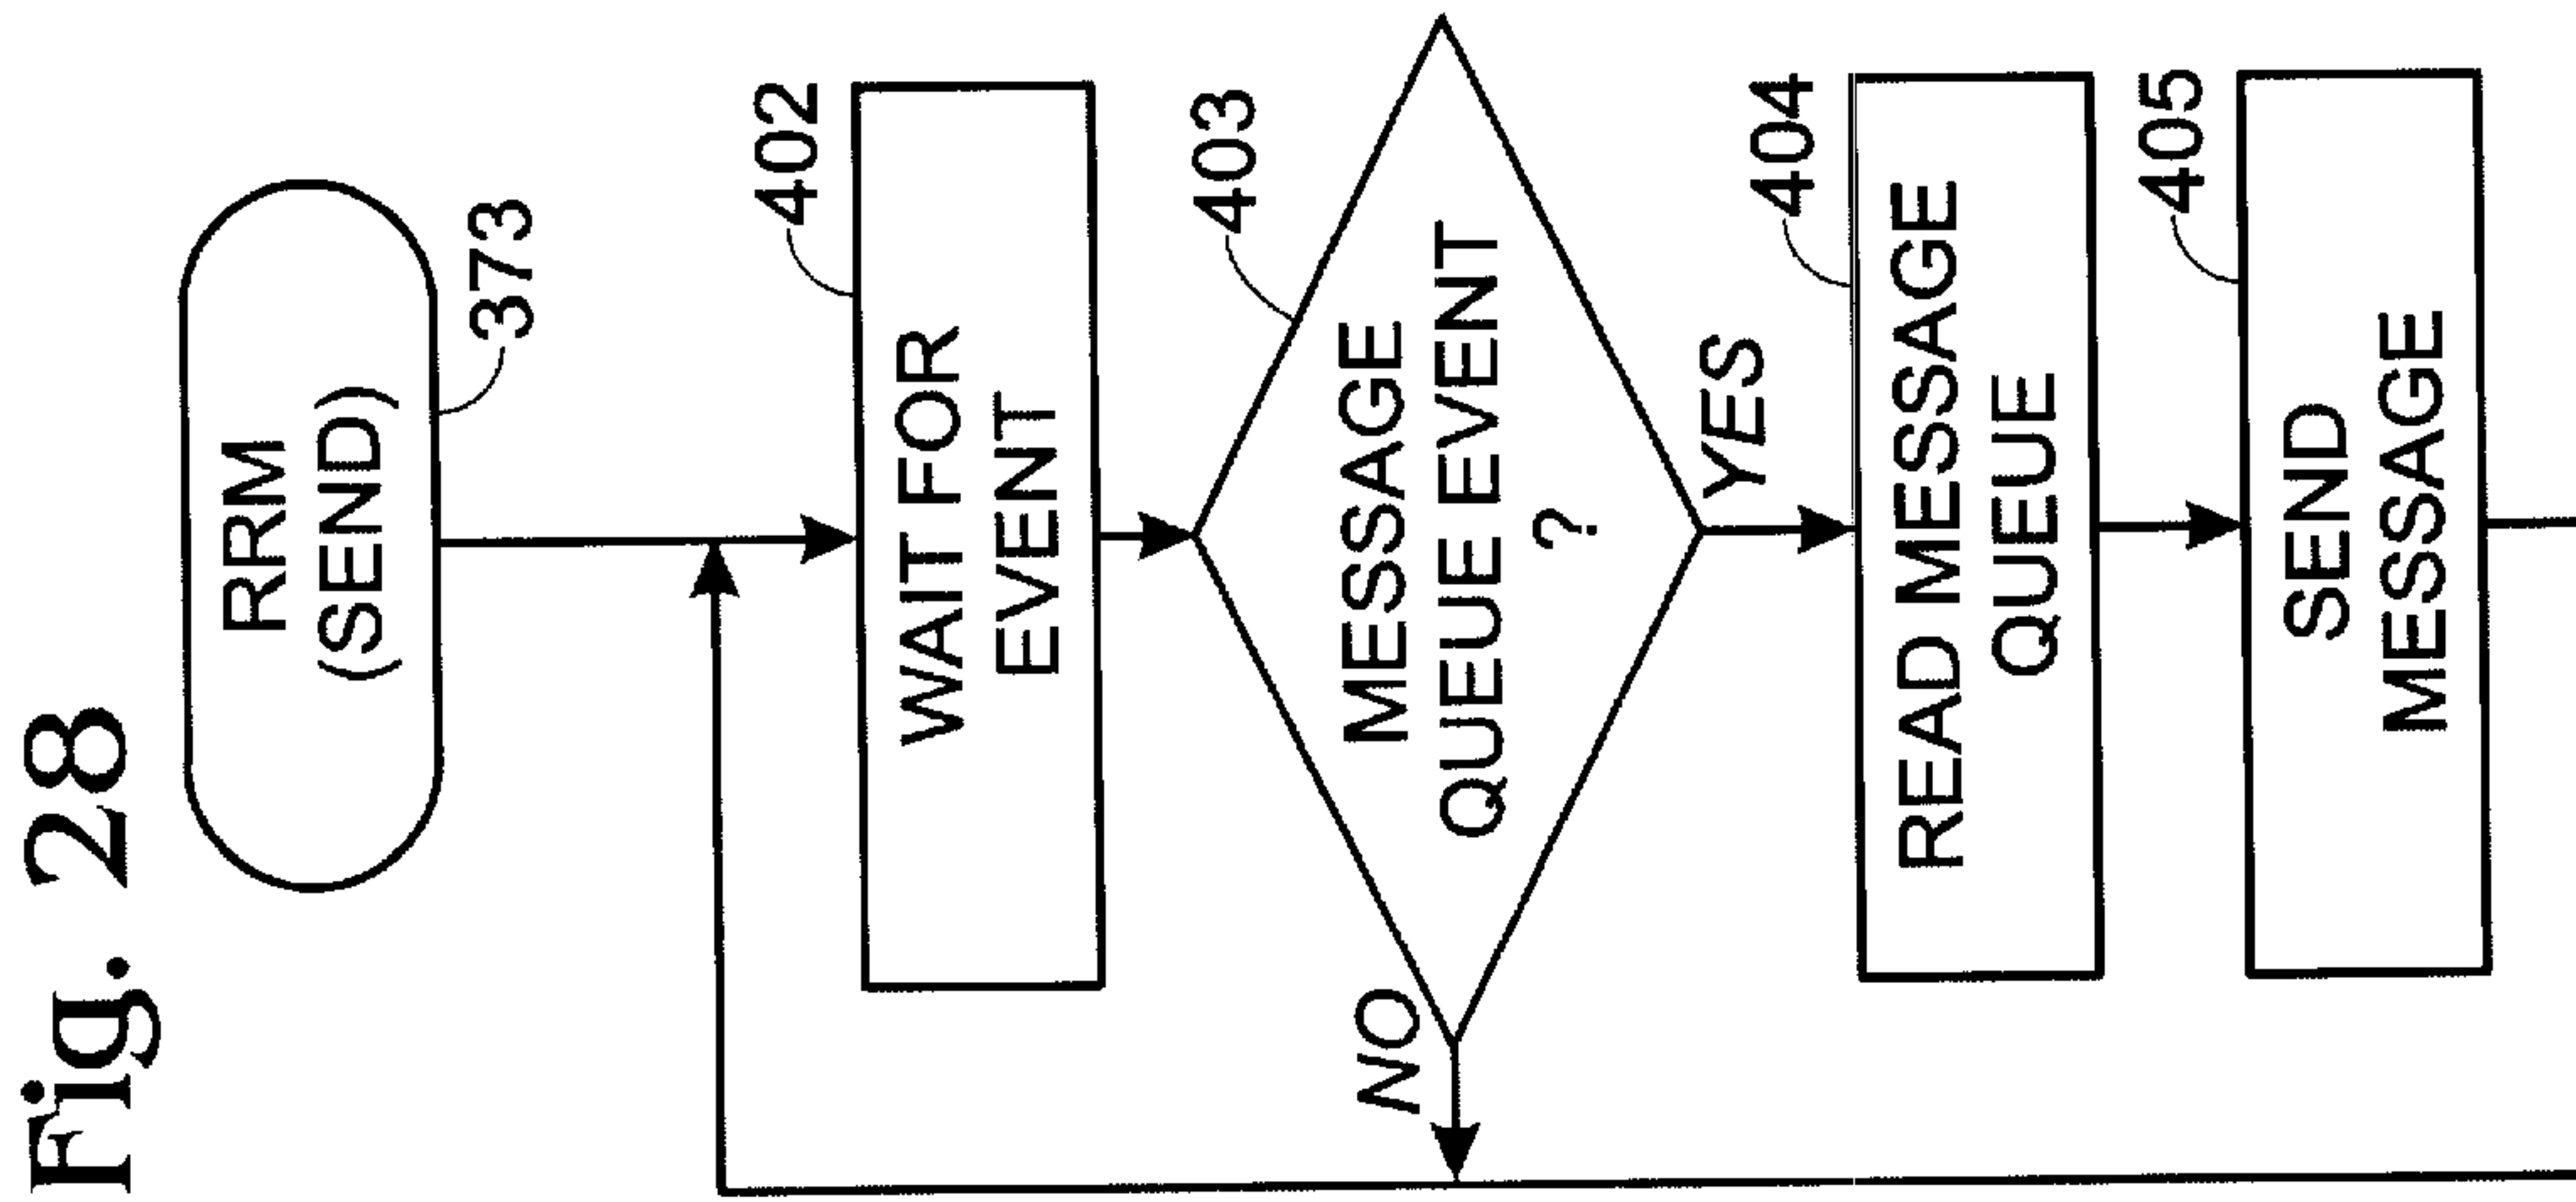 Fig. 28
RRM
(SEND)
373
402
WAIT FOR
EVENT
403
MESSAGE
QUEUE EVENT
?
NO
YES
404
READ MESSAGE
QUEUE
405
SEND
MESSAGE